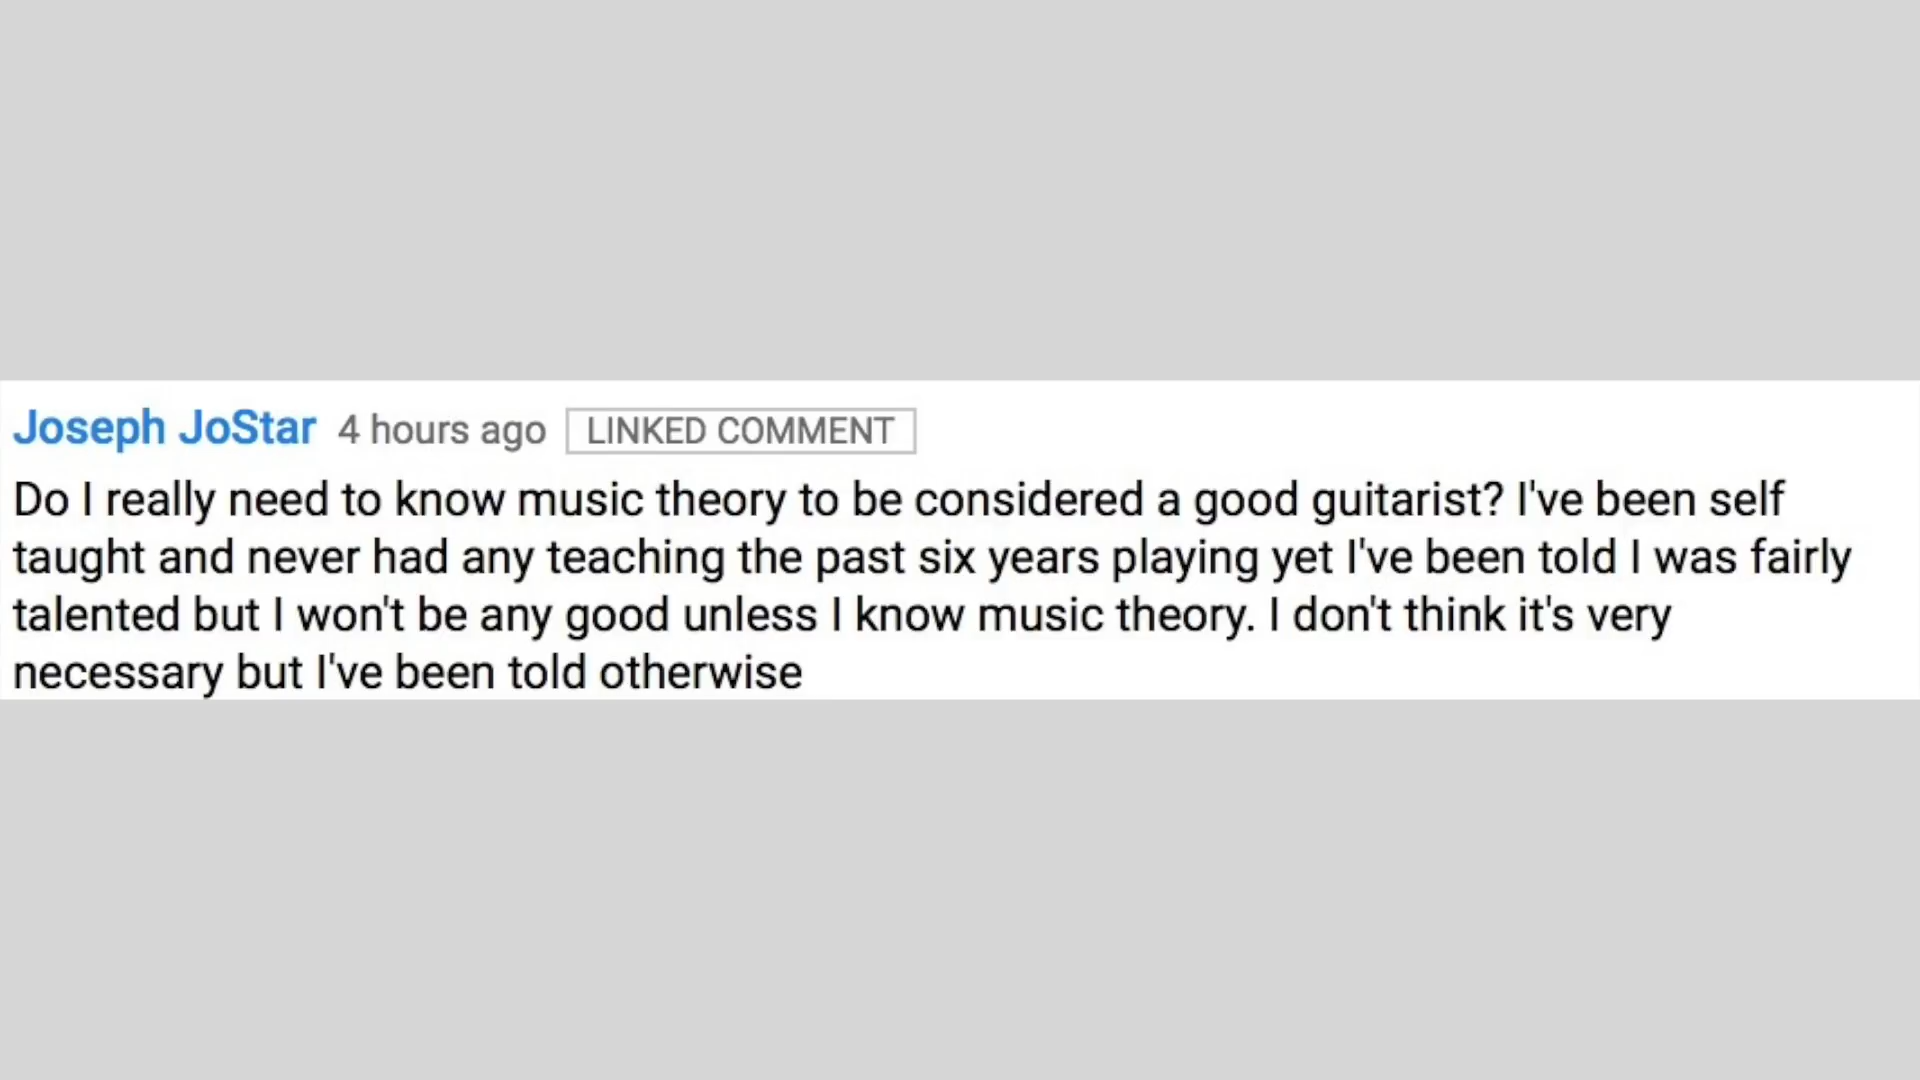 Joseph JoStar 4 hours ago LINKED COMMENT
Do I really need to know music theory to be considered a good guitarist? I've been self
taught and never had any teaching the past six years playing yet I've been told I was fairly
talented but I won't be any good unless I know music theory. I don't think it's very
necessary but I've been told otherwise